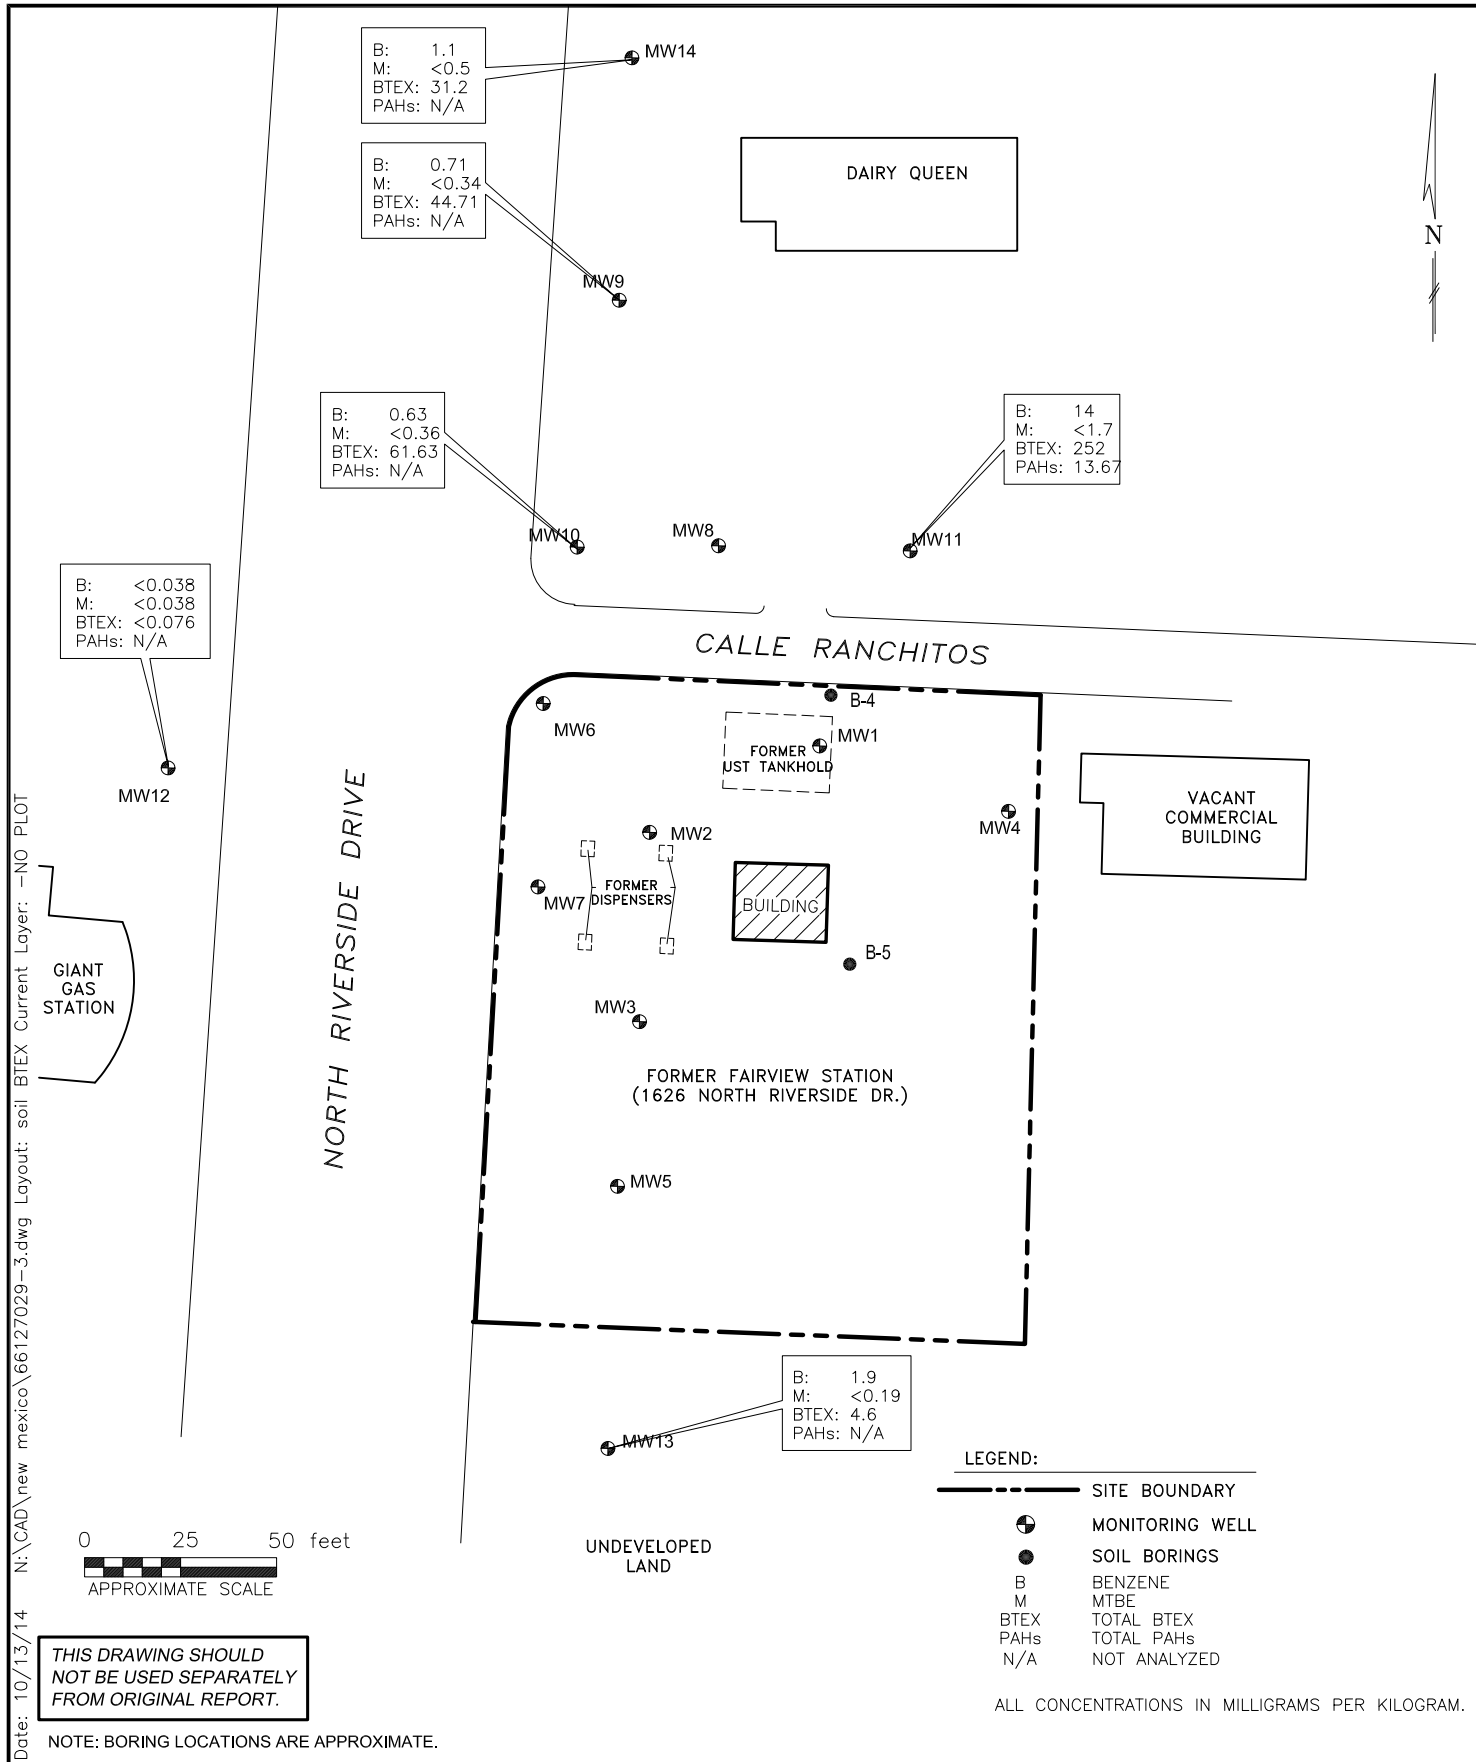 B: 1.1
M: <0.5
BTEX: 31.2
PAHs: N/A
MW14
B: 0.71
M: <0.34
BTEX: 44.71
PAHs: N/A
MW9
DAIRY QUEEN
N
B: 0.63
M: <0.36
BTEX: 61.63
PAHs: N/A
MW10
MW8
B: 14
M: <1.7
BTEX: 252
PAHs: 13.67
MW11
B: <0.038
M: <0.038
BTEX: <0.076
PAHs: N/A
MW12
CALLE RANCHITOS
B-4
MW6
MW1
FORMER
UST TANKHOLD
MW4
VACANT
COMMERCIAL
BUILDING
MW2
MW7
FORMER
DISPENSERS
BUILDING
B-5
NORTH RIVERSIDE DRIVE
GIANT
GAS
STATION
MW3
FORMER FAIRVIEW STATION
(1626 NORTH RIVERSIDE DR.)
MW5
B: 1.9
M: <0.19
BTEX: 4.6
PAHs: N/A
MW13
UNDEVELOPED
LAND
0 25 50 feet
APPROXIMATE SCALE
THIS DRAWING SHOULD
NOT BE USED SEPARATELY
FROM ORIGINAL REPORT.
NOTE: BORING LOCATIONS ARE APPROXIMATE.
LEGEND:
SITE BOUNDARY
MONITORING WELL
SOIL BORINGS
B BENZENE
M MTBE
BTEX TOTAL BTEX
PAHs TOTAL PAHs
N/A NOT ANALYZED
ALL CONCENTRATIONS IN MILLIGRAMS PER KILOGRAM.
Date: 10/13/14 N:\CAD\new mexico\66127029-3.dwg Layout: soil BTEX Current Layer: -NO PLOT